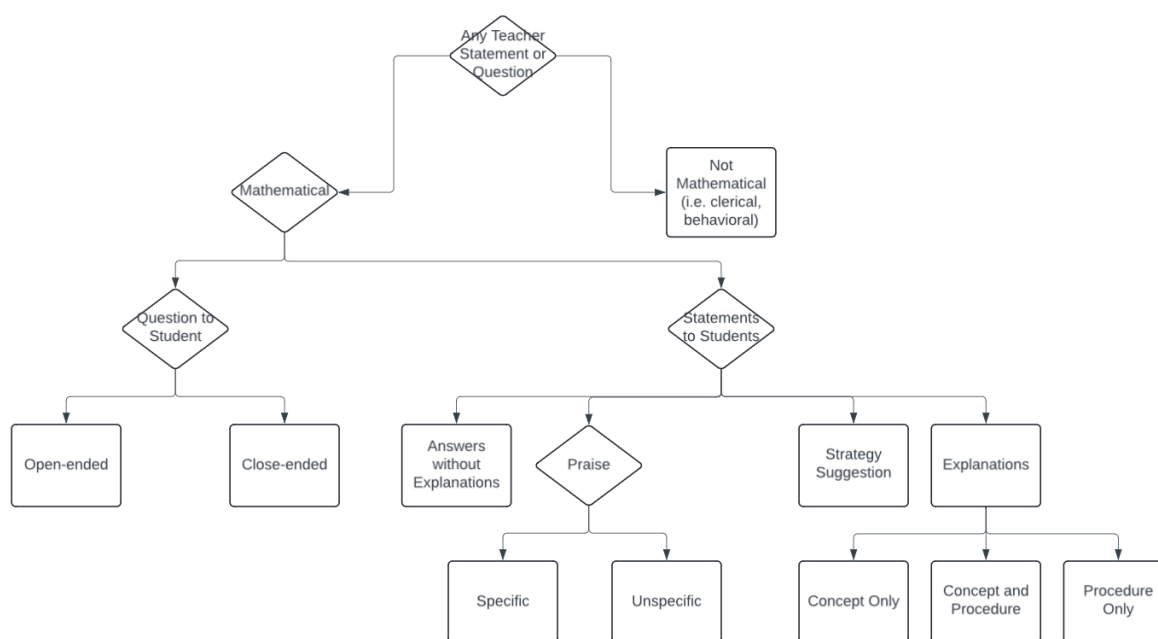 Any Teacher
Statement or
Question
Mathematical
Not
Mathematical
(i.e. clerical,
behavioral)
Question to
Student
Statements
to Students
Open-ended
Close-ended
Answers
without
Explanations
Praise
Strategy
Suggestion
Explanations
Specific
Unspecific
Concept Only
Concept and
Procedure
Procedure
Only